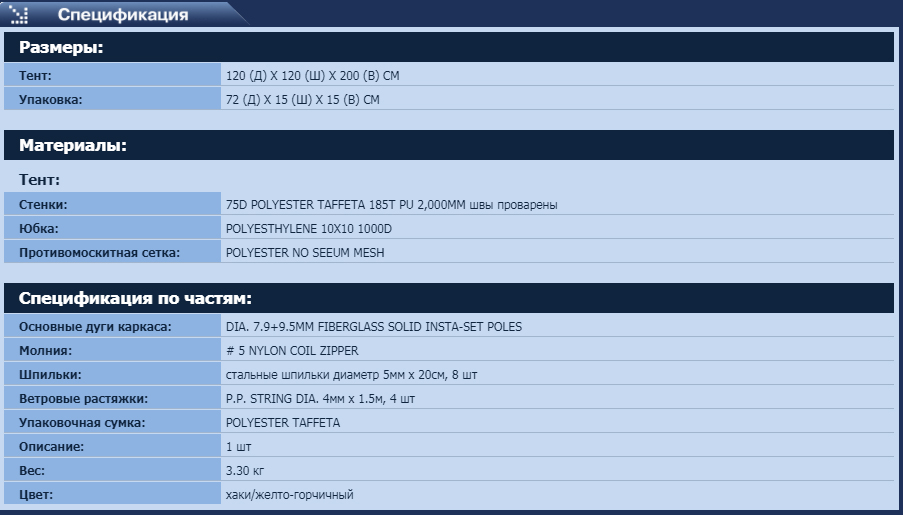 Спецификация
Размеры:
Тент: 120 (Д) X 120 (Ш) X 200 (В) СМ
Упаковка: 72 (Д) X 15 (Ш) X 15 (В) СМ
Материалы:
Тент:
Стенки: 75D POLYESTER TAFFETA 185T PU 2,000MM швы проварены
Юбка: POLYESTHYLENE 10X10 1000D
Противомоскитная сетка: POLYESTER NO SEEUM MESH
Спецификация по частям:
Основные дуги каркаса: DIA. 7.9+9.5MM FIBERGLASS SOLID INSTA-SET POLES
Молния: # 5 NYLON COIL ZIPPER
Шпильки: стальные шпильки диаметр 5мм x 20см, 8 шт
Ветровые растяжки: P.P. STRING DIA. 4мм x 1.5м, 4 шт
Упаковочная сумка: POLYESTER TAFFETA
Описание: 1 шт
Вес: 3.30 кг
Цвет: хаки/желто-горчичный